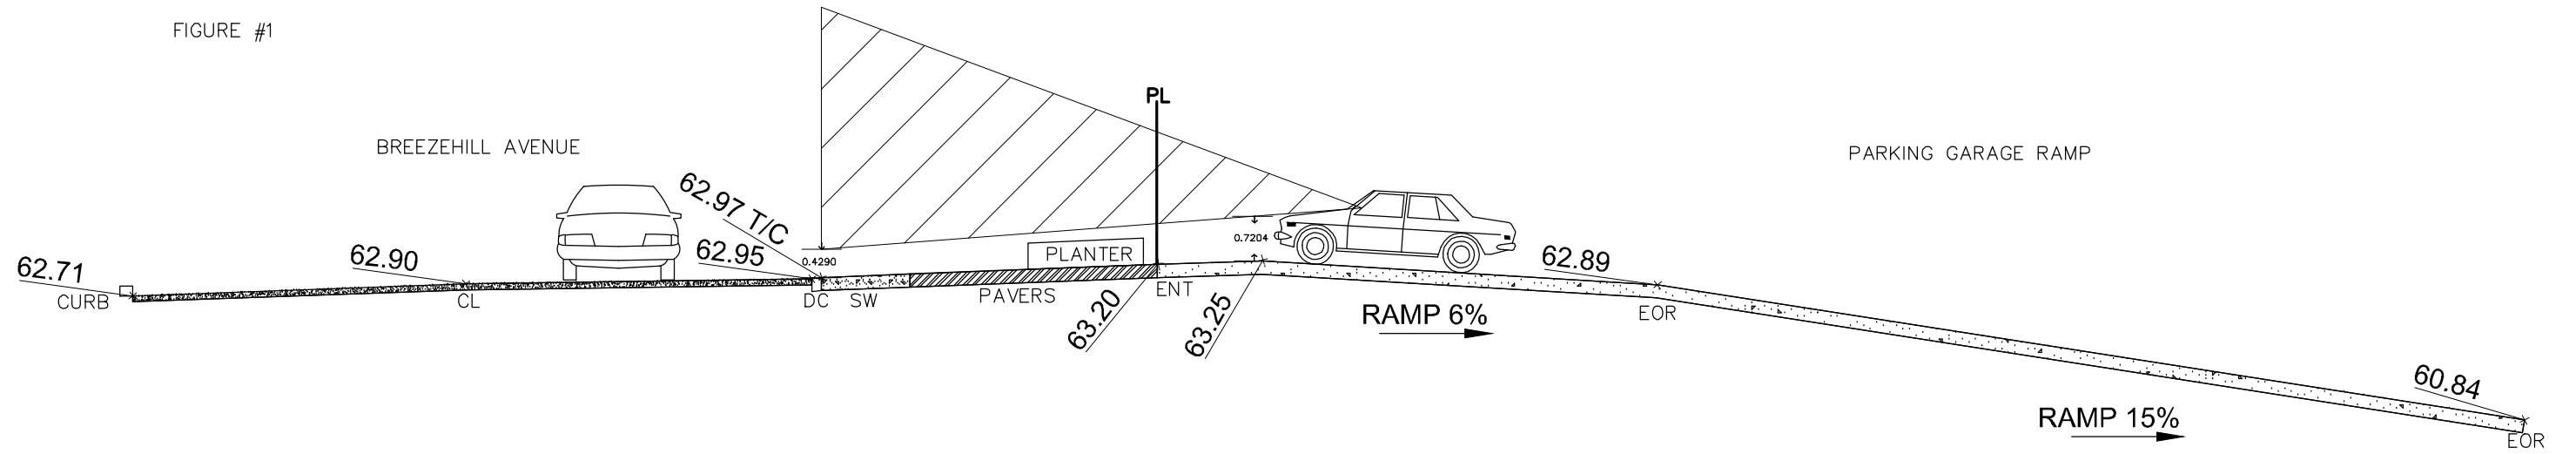 FIGURE #1
PL
BREEZEHILL AVENUE
PARKING GARAGE RAMP
62.97 T/C
62.71
62.90
62.95
0.4290
PLANTER
0.7204
62.89
CURB
CL
DC
SW
PAVERS
ENT
63.20
63.25
RAMP 6%
EOR
60.84
RAMP 15%
EOR